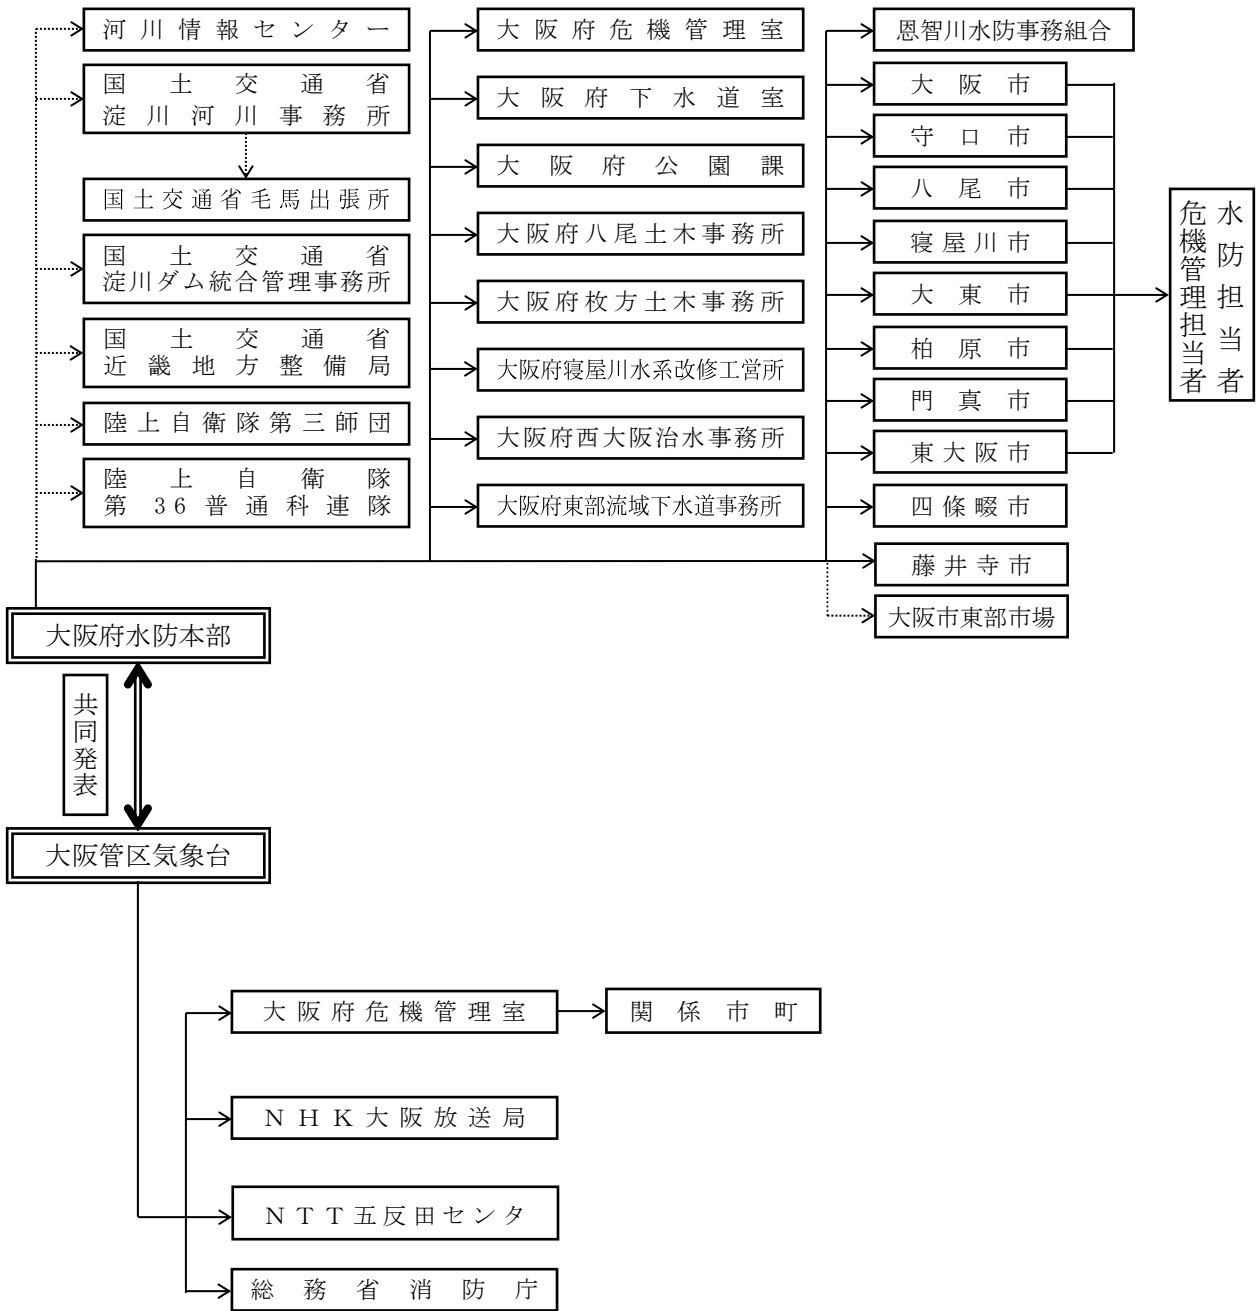 河川情報センター
国土交通省
淀川河川事務所
国土交通省毛馬出張所
国土交通省
淀川ダム統合管理事務所
国土交通省
近畿地方整備局
陸上自衛隊第三師団
陸上自衛隊
第36普通科連隊
大阪府危機管理室
大阪府下水道室
大阪府公園課
大阪府八尾土木事務所
大阪府枚方土木事務所
大阪府寝屋川水系改修工営所
大阪府西大阪治水事務所
大阪府東部流域下水道事務所
恩智川水防事務組合
大阪市
守口市
八尾市
寝屋川市
大東市
柏原市
門真市
東大阪市
四條畷市
藤井寺市
大阪市東部市場
水防担当者
危機管理担当者
大阪府水防本部
共同発表
大阪管区気象台
大阪府危機管理室
関係市町
NHK大阪放送局
NTT五反田センタ
総務省消防庁